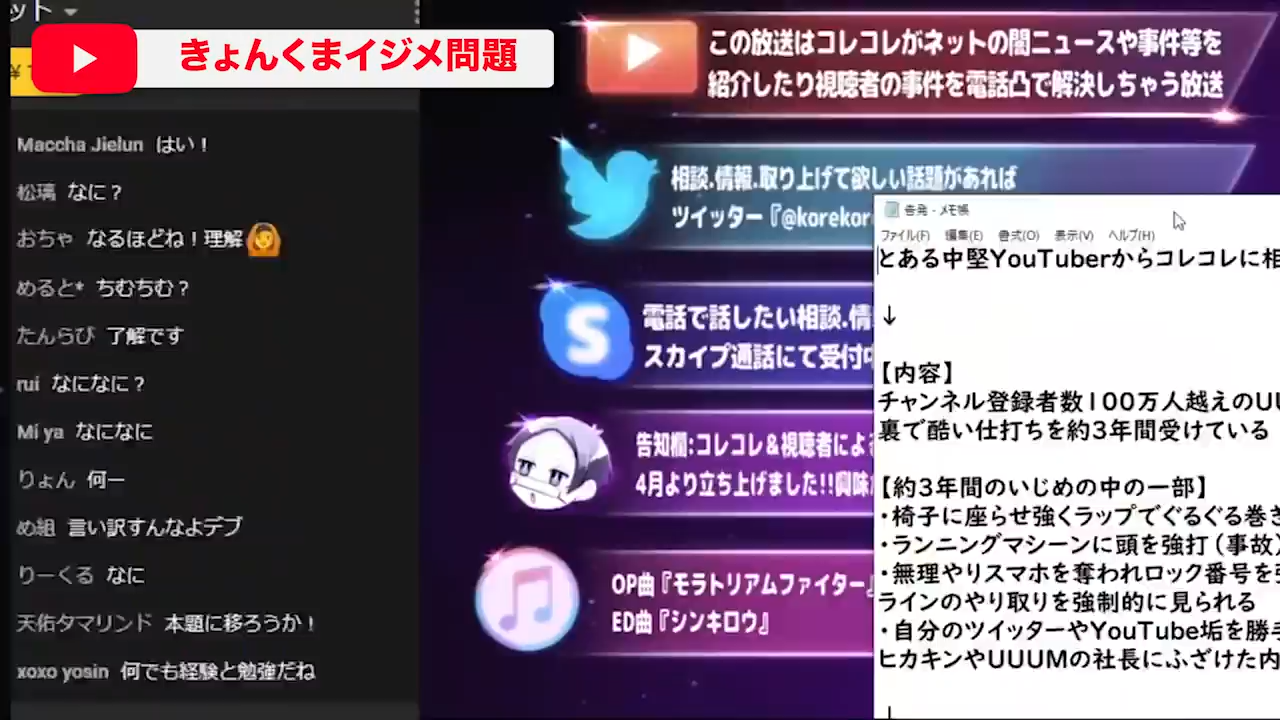 ット
きょんくまイジメ問題
Maccha Jielun はい！
松璃 なに？
おちゃ なるほどね！理解🙆
めると* ちむちむ？
たんらび 了解です
rui なになに？
Mi ya なになに
りょん 何ー
め組 言い訳すんなよデブ
りーくる なに
天佑タマリンド 本題に移ろうか！
xoxo yosin 何でも経験と勉強だね
この放送はコレコレがネットの闇ニュースや事件等を
紹介したり視聴者の事件を電話凸で解決しちゃう放送
相談.情報.取り上げて欲しい話題があれば
ツイッター『@korekor
電話で話したい相談.情
スカイプ通話にて受付中
告知欄:コレコレ＆視聴者による
4月より立ち上げました!!興味
OP曲『モラトリアムファイター』
ED曲『シンキロウ』
告発 - メモ帳
ファイル(F) 編集(E) 書式(O) 表示(V) ヘルプ(H)
とある中堅YouTuberからコレコレに相
↓
【内容】
チャンネル登録者数100万人越えのUU
裏で酷い仕打ちを約3年間受けている
【約3年間のいじめの中の一部】
・椅子に座らせ強くラップでぐるぐる巻き
・ランニングマシーンに頭を強打（事故）
・無理やりスマホを奪われロック番号を強
ラインのやり取りを強制的に見られる
・自分のツイッターやYouTube垢を勝手
ヒカキンやUUUMの社長にふざけた内